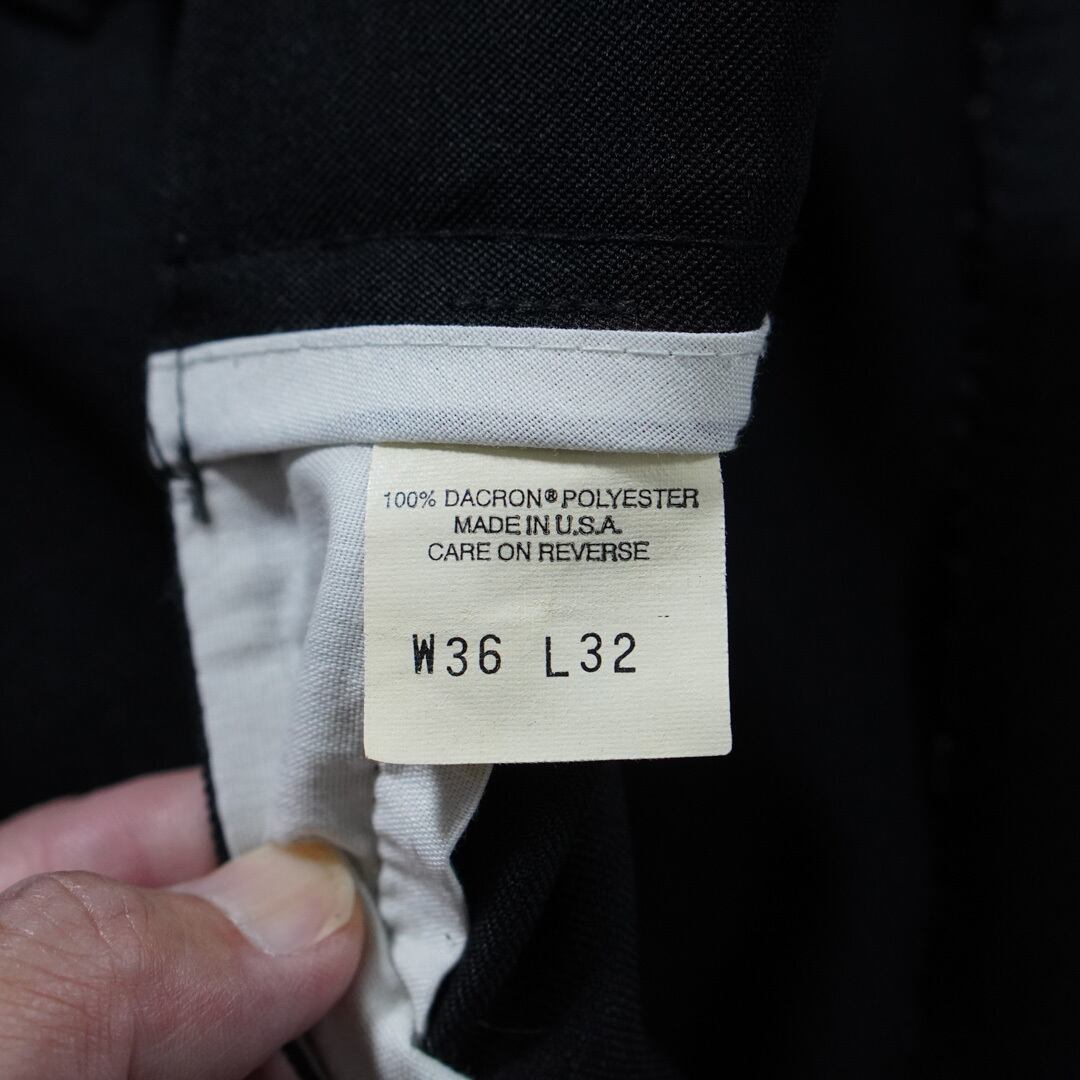 100% DACRON® POLYESTER
MADE IN U.S.A.
CARE ON REVERSE
W36 L32